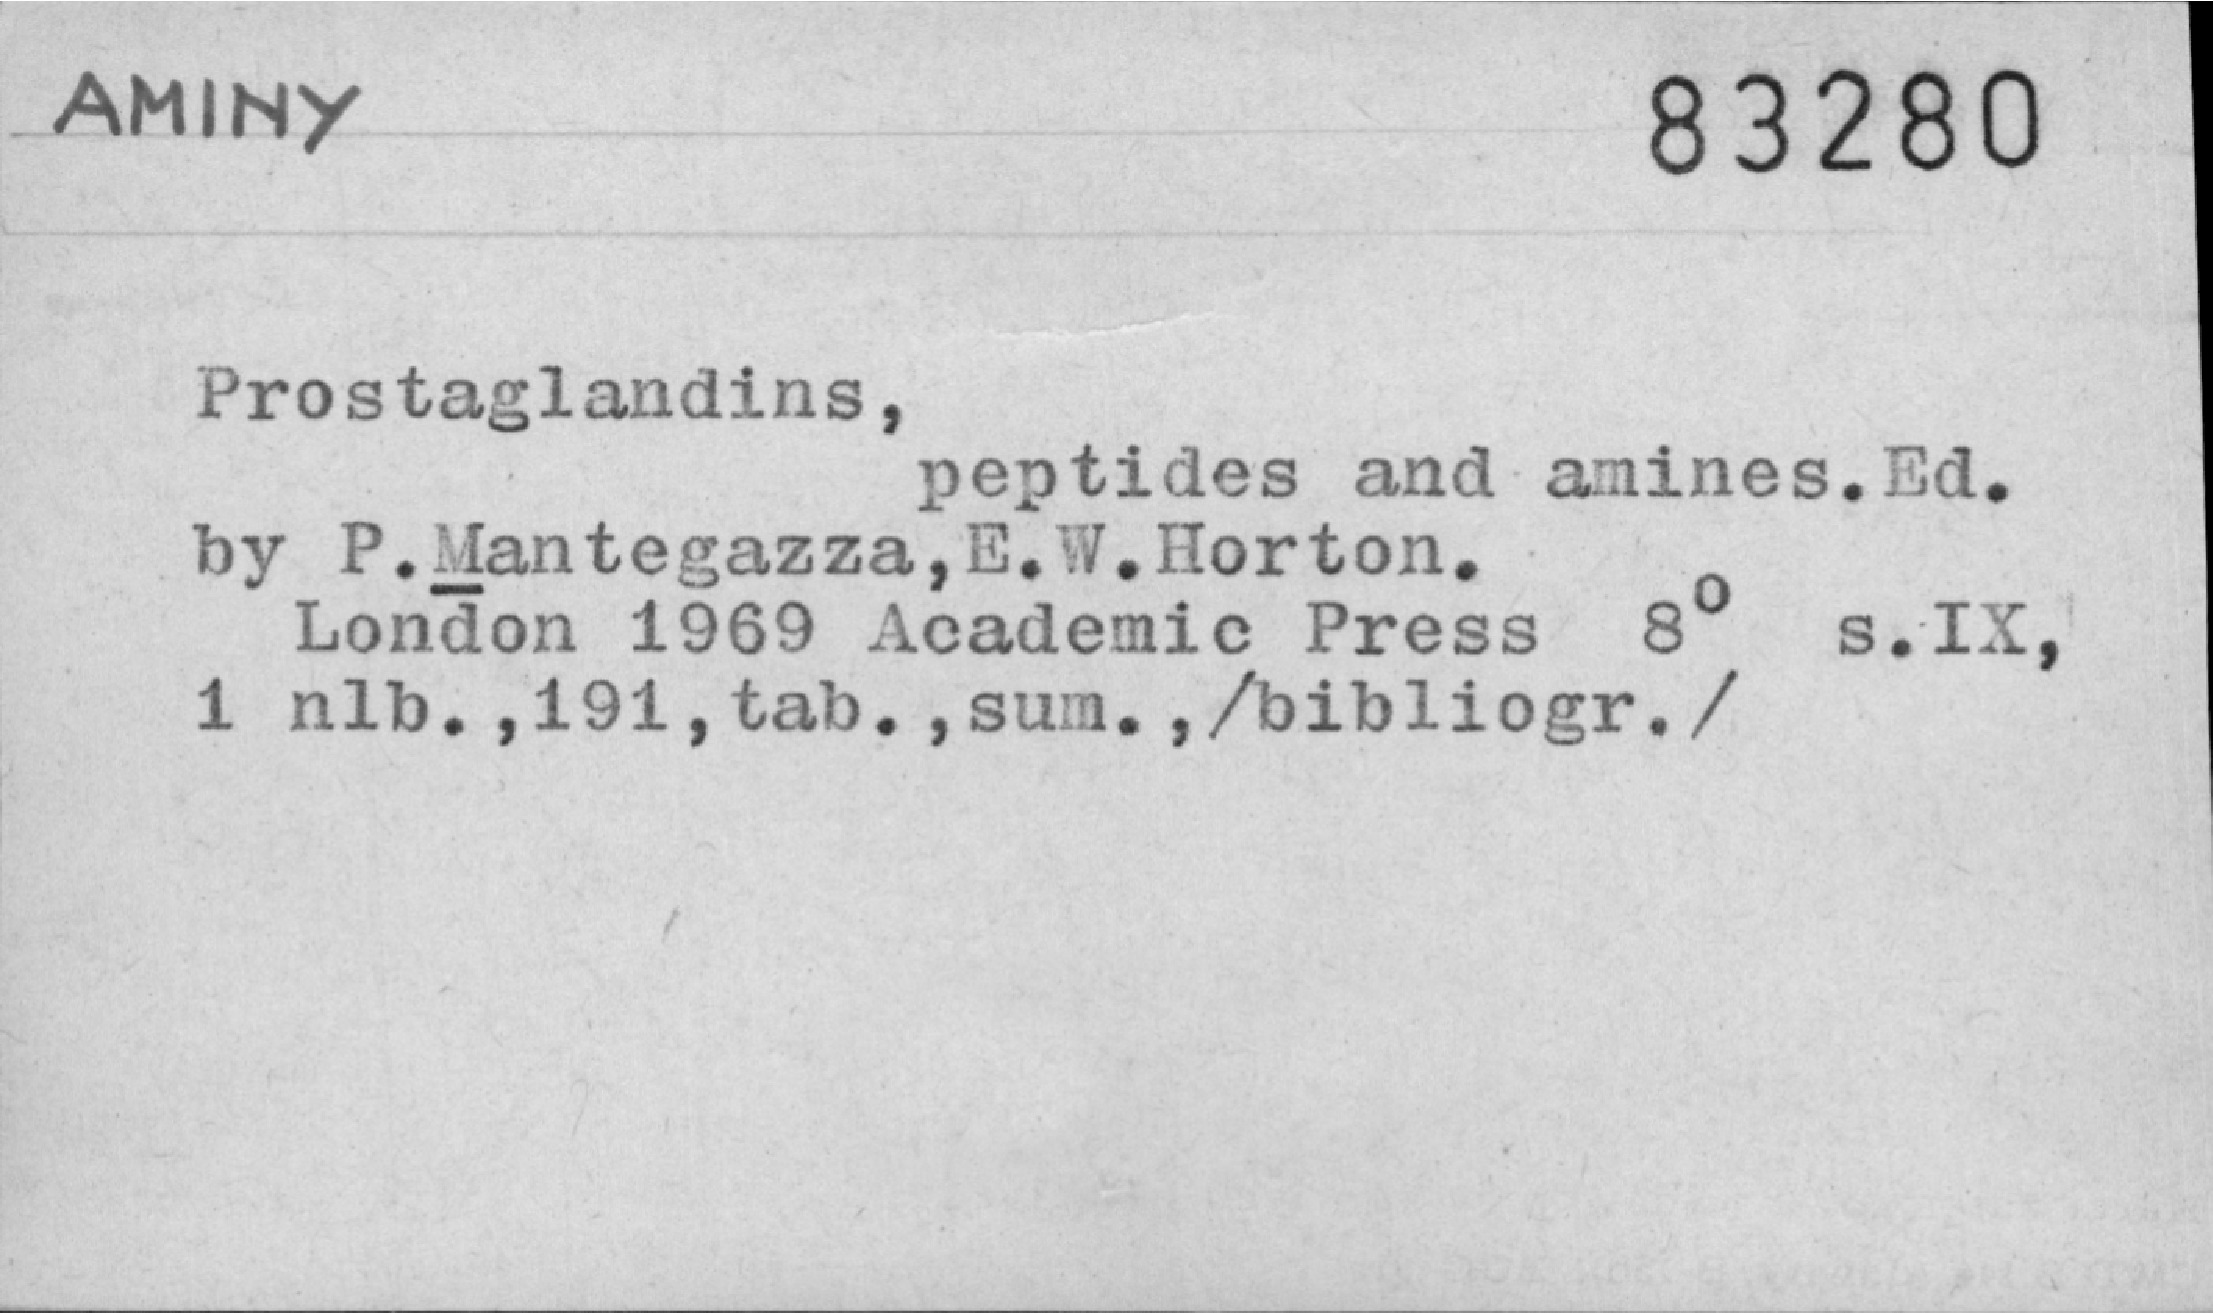 AMINY 83280
Prostaglandins,
peptides and amines.Ed.
by P.Mantegazza,E.W.Horton.
London 1969 Academic Press 8º s.IX,
1 nlb.,191,tab.,sum.,/bibliogr./